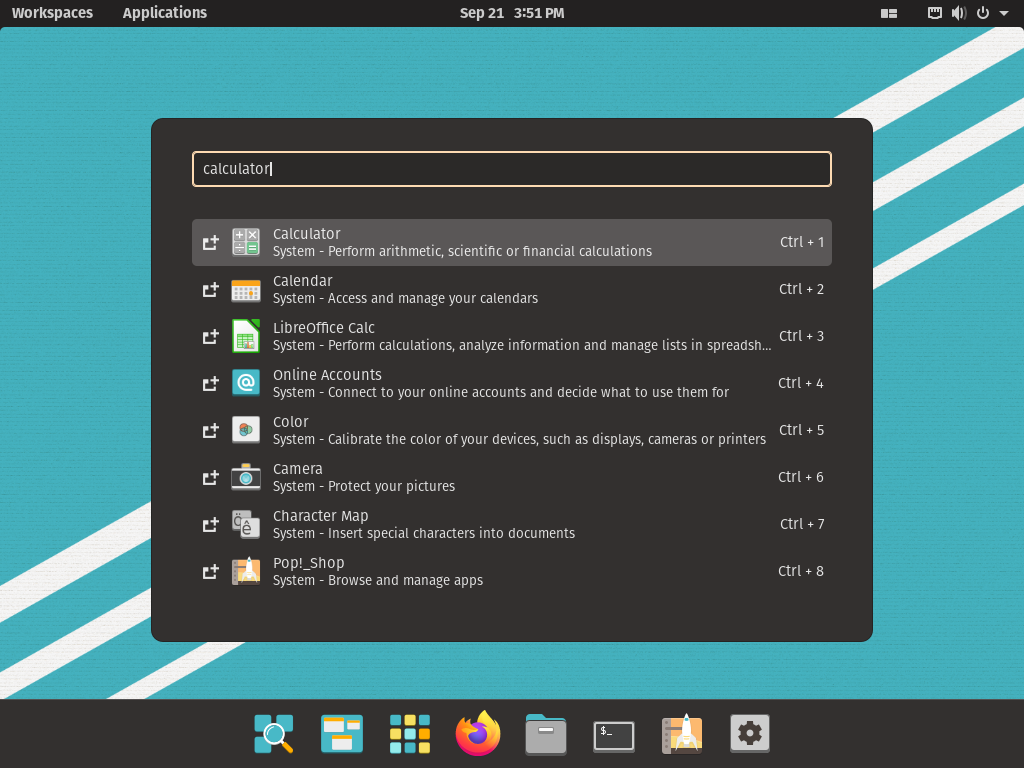 Workspaces Applications Sep 21 3:51 PM
calculator
Calculator
System - Perform arithmetic, scientific or financial calculations
Ctrl + 1
Calendar
System - Access and manage your calendars
Ctrl + 2
LibreOffice Calc
System - Perform calculations, analyze information and manage lists in spreadsh...
Ctrl + 3
Online Accounts
System - Connect to your online accounts and decide what to use them for
Ctrl + 4
Color
System - Calibrate the color of your devices, such as displays, cameras or printers
Ctrl + 5
Camera
System - Protect your pictures
Ctrl + 6
Character Map
System - Insert special characters into documents
Ctrl + 7
Pop!_Shop
System - Browse and manage apps
Ctrl + 8
$_